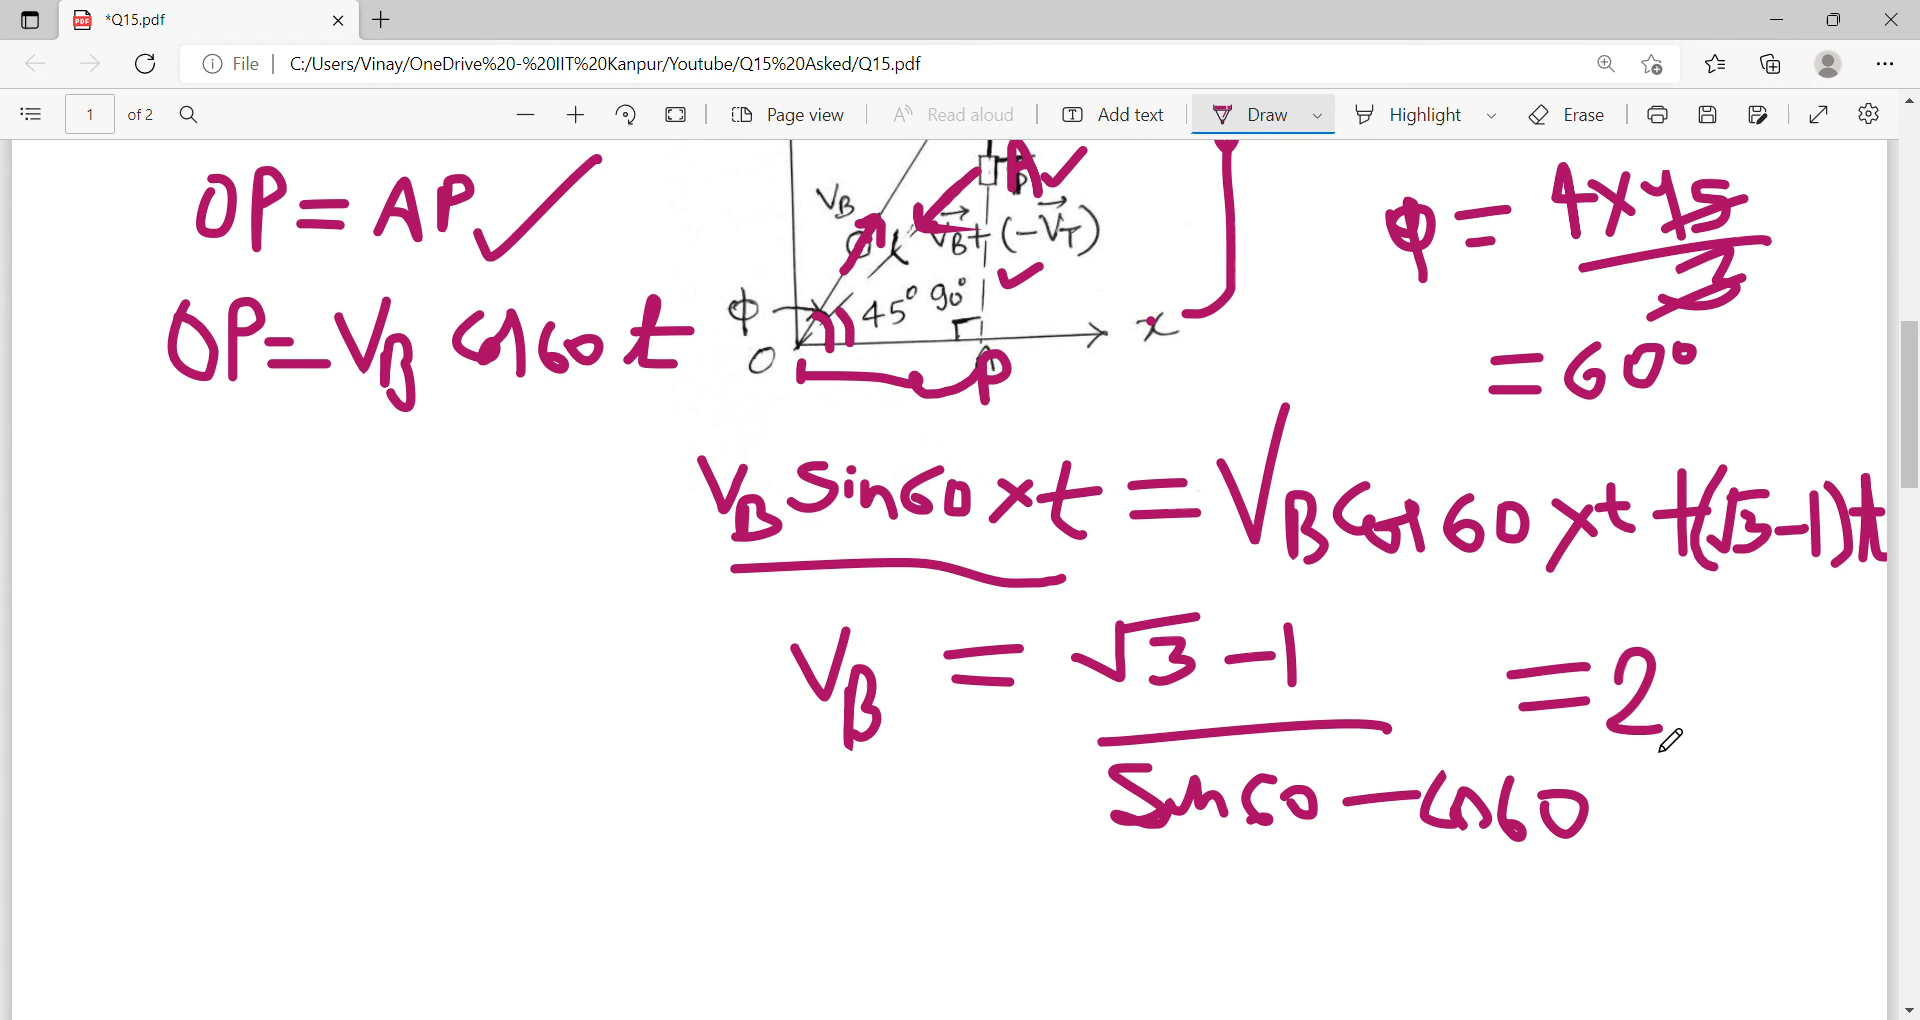 *Q15.pdf
File C:/Users/Vinay/OneDrive%20-%20IIT%20Kanpur/Youtube/Q15%20Asked/Q15.pdf
1 of 2 Page view Read aloud Add text Draw Highlight Erase
OP = AP
A
P
V_B
V_B + (-V_T)
φ = 4×45/3
φ 45° 90°
x
O P
OP = V_B cos60 t
= 60°
V_B sin60 × t = V_B cos60 × t + (√3-1)t
V_B = √3 - 1 = 2
sin60 - cos60